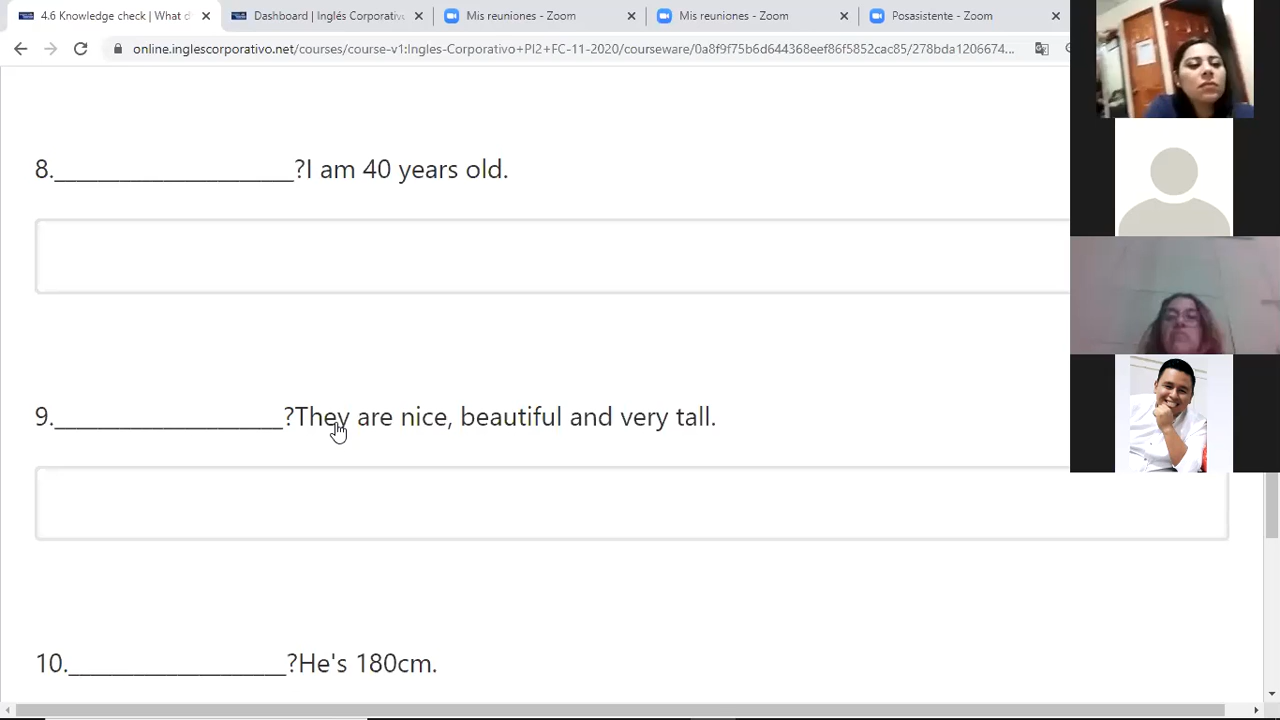 4.6 Knowledge check | What d
Dashboard | Inglés Corporativ
Mis reuniones - Zoom
Mis reuniones - Zoom
Posasistente - Zoom
online.inglescorporativo.net/courses/course-v1:Ingles-Corporativo+PI2+FC-11-2020/courseware/0a8f9f75b6d644368eef86f5852cac85/278bda1206674...
8.____________________?I am 40 years old.
9.___________________?They are nice, beautiful and very tall.
10.__________________?He's 180cm.